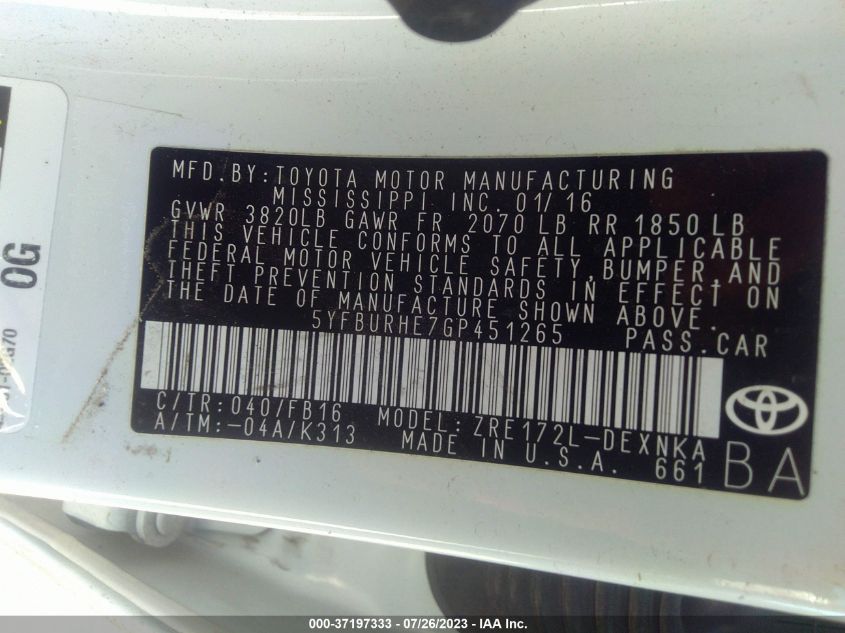 MFD.BY:TOYOTA MOTOR MANUFACTURING
MISSISSIPPI INC.01/16
GVWR 3820LB GAWR FR 2070 LB RR 1850 LB
THIS VEHICLE CONFORMS TO ALL APPLICABLE
FEDERAL MOTOR VEHICLE SAFETY,BUMPER,AND
THEFT PREVENTION STANDARDS IN EFFECT ON
THE DATE OF MANUFACTURE SHOWN ABOVE.
5YFBURHE7GP451265 PASS.CAR
C/TR:040/FB16 MODEL:ZRE172L-DEXNKA
A/TM:-04A/K313 MADE IN U.S.A. 661
BA
OG
000-37197333 - 07/26/2023 - IAA Inc.